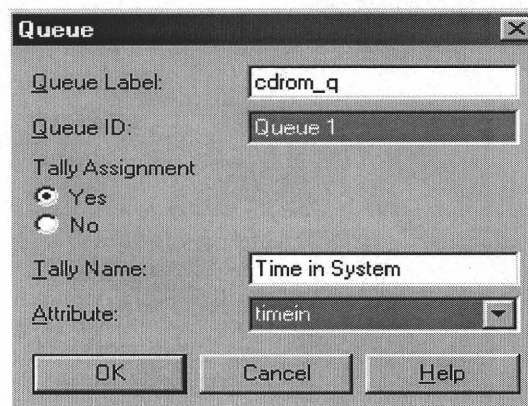 Queue
Queue Label: cdrom_q
Queue ID: Queue 1
Tally Assignment
Yes
No
Tally Name: Time in System
Attribute: timein
OK Cancel Help